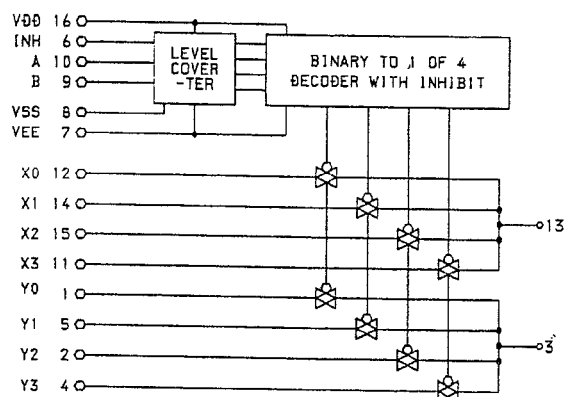 VDD 16
INH 6
A 10
B 9
VSS 8
VEE 7
LEVEL
COVER
-TER
BINARY TO 1 OF 4
DECODER WITH INHIBIT
X0 12
X1 14
X2 15
X3 11
Y0 1
Y1 5
Y2 2
Y3 4
13
3